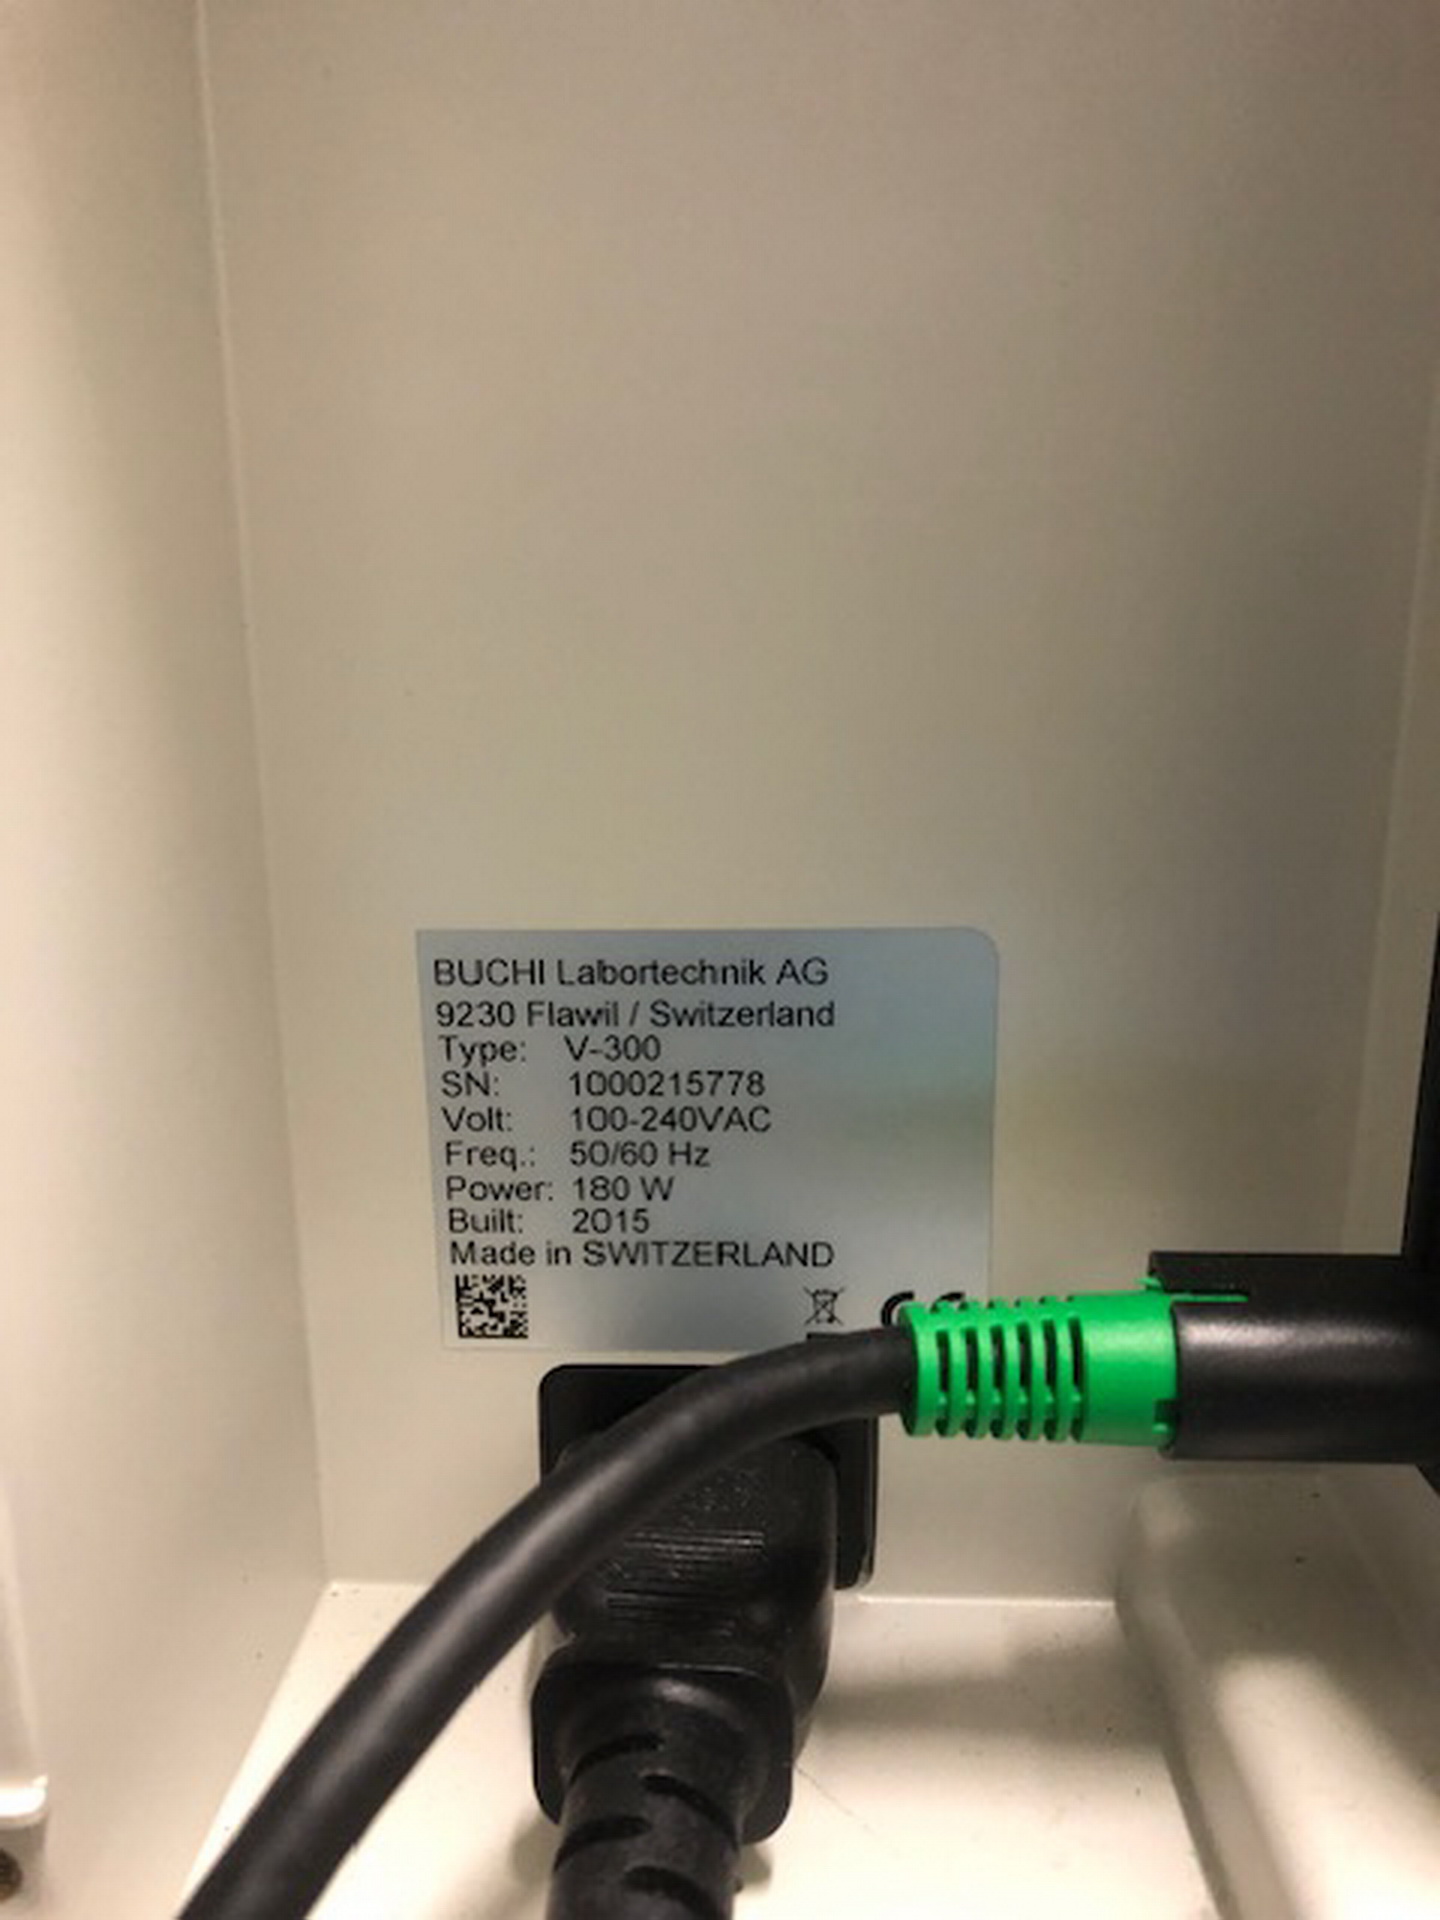 BUCHI Labortechnik AG
9230 Flawil / Switzerland
Type: V-300
SN: 1000215778
Volt: 100-240VAC
Freq.: 50/60 Hz
Power: 180 W
Built: 2015
Made in SWITZERLAND